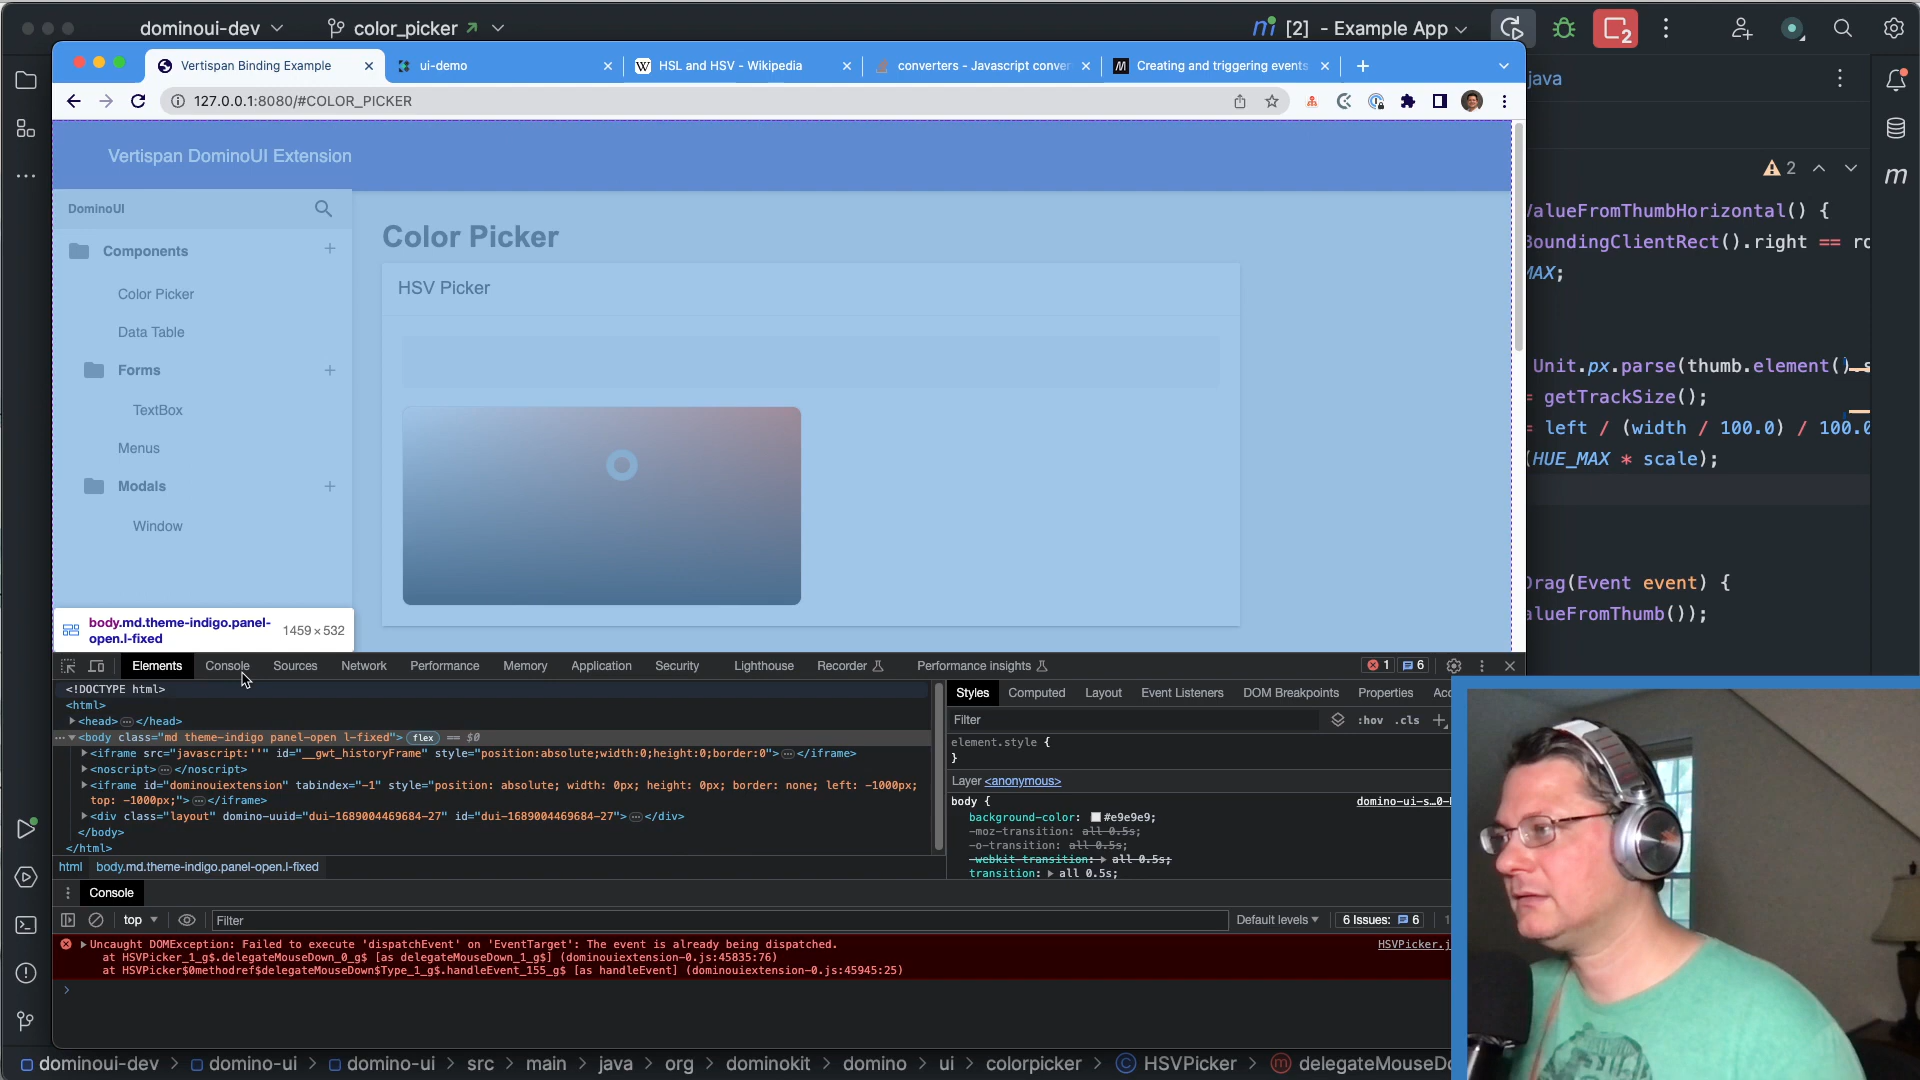 dominoui-dev
color_picker
[2] - Example App
2
Vertispan Binding Example
ui-demo
HSL and HSV - Wikipedia
converters - Javascript conver
Creating and triggering events
java
127.0.0.1:8080/#COLOR_PICKER
Vertispan DominoUI Extension
2
DominoUI
Components
Color Picker
Data Table
Forms
TextBox
Menus
Modals
Window
Color Picker
HSV Picker
alueFromThumbHorizontal() {
BoundingClientRect().right == ro
MAX;
Unit.px.parse(thumb.element().s
= getTrackSize();
= left / (width / 100.0) / 100.0
(HUE_MAX * scale);
Drag(Event event) {
alueFromThumb());
body.md.theme-indigo.panel-
open.l-fixed
1459×532
Elements
Console
Sources
Network
Performance
Memory
Application
Security
Lighthouse
Recorder
Performance insights
1
6
<!DOCTYPE html>
<html>
<head>…</head>
<body class="md theme-indigo panel-open l-fixed"> flex == $0
<iframe src="javascript:''" id="__gwt_historyFrame" style="position:absolute;width:0;height:0;border:0">…</iframe>
<noscript>…</noscript>
<iframe id="dominouiextension" tabindex="-1" style="position: absolute; width: 0px; height: 0px; border: none; left: -1000px;
top: -1000px;">…</iframe>
<div class="layout" domino-uuid="dui-1689004469684-27" id="dui-1689004469684-27">…</div>
</body>
</html>
html
body.md.theme-indigo.panel-open.l-fixed
Styles
Computed
Layout
Event Listeners
DOM Breakpoints
Properties
Acc
Filter
:hov
.cls
element.style {
}
Layer <anonymous>
body {
domino-ui-s…0-
background-color: #e9e9e9;
-moz-transition: all 0.5s;
-o-transition: all 0.5s;
-webkit-transition: all 0.5s;
transition: all 0.5s;
Console
top
Filter
Default levels
6 Issues: 6
1
Uncaught DOMException: Failed to execute 'dispatchEvent' on 'EventTarget': The event is already being dispatched.
HSVPicker.j
at HSVPicker_1_g$.delegateMouseDown_0_g$ [as delegateMouseDown_1_g$] (dominouiextension-0.js:45835:76)
at HSVPicker$0methodref$delegateMouseDown$Type_1_g$.handleEvent_155_g$ [as handleEvent] (dominouiextension-0.js:45945:25)
dominoui-dev
domino-ui
domino-ui
src
main
java
org
dominokit
domino
ui
colorpicker
HSVPicker
delegateMouseDo